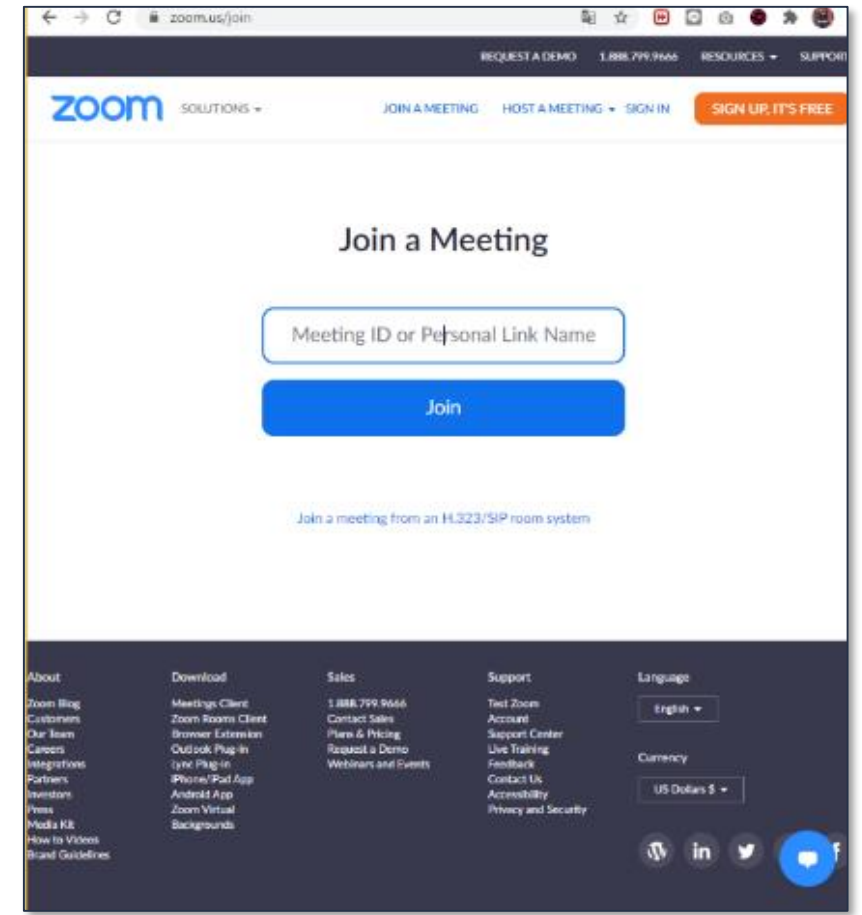 zoom.us/join
REQUEST A DEMO 1.888.799.9666 RESOURCES SUPPORT
zoom SOLUTIONS JOIN A MEETING HOST A MEETING SIGN IN SIGN UP, IT'S FREE
Join a Meeting
Meeting ID or Personal Link Name
Join
Join a meeting from an H.323/SIP room system
About
Zoom Blog
Customers
Our Team
Careers
Integrations
Partners
Investors
Press
Media Kit
How to Videos
Brand Guidelines
Download
Meetings Client
Zoom Rooms Client
Browser Extension
Outlook Plug-in
Lync Plug-in
iPhone/iPad App
Android App
Zoom Virtual
Backgrounds
Sales
1.888.799.9666
Contact Sales
Plans & Pricing
Request a Demo
Webinars and Events
Support
Test Zoom
Account
Support Center
Live Training
Feedback
Contact Us
Accessibility
Privacy and Security
Language
English
Currency
US Dollars $
in f